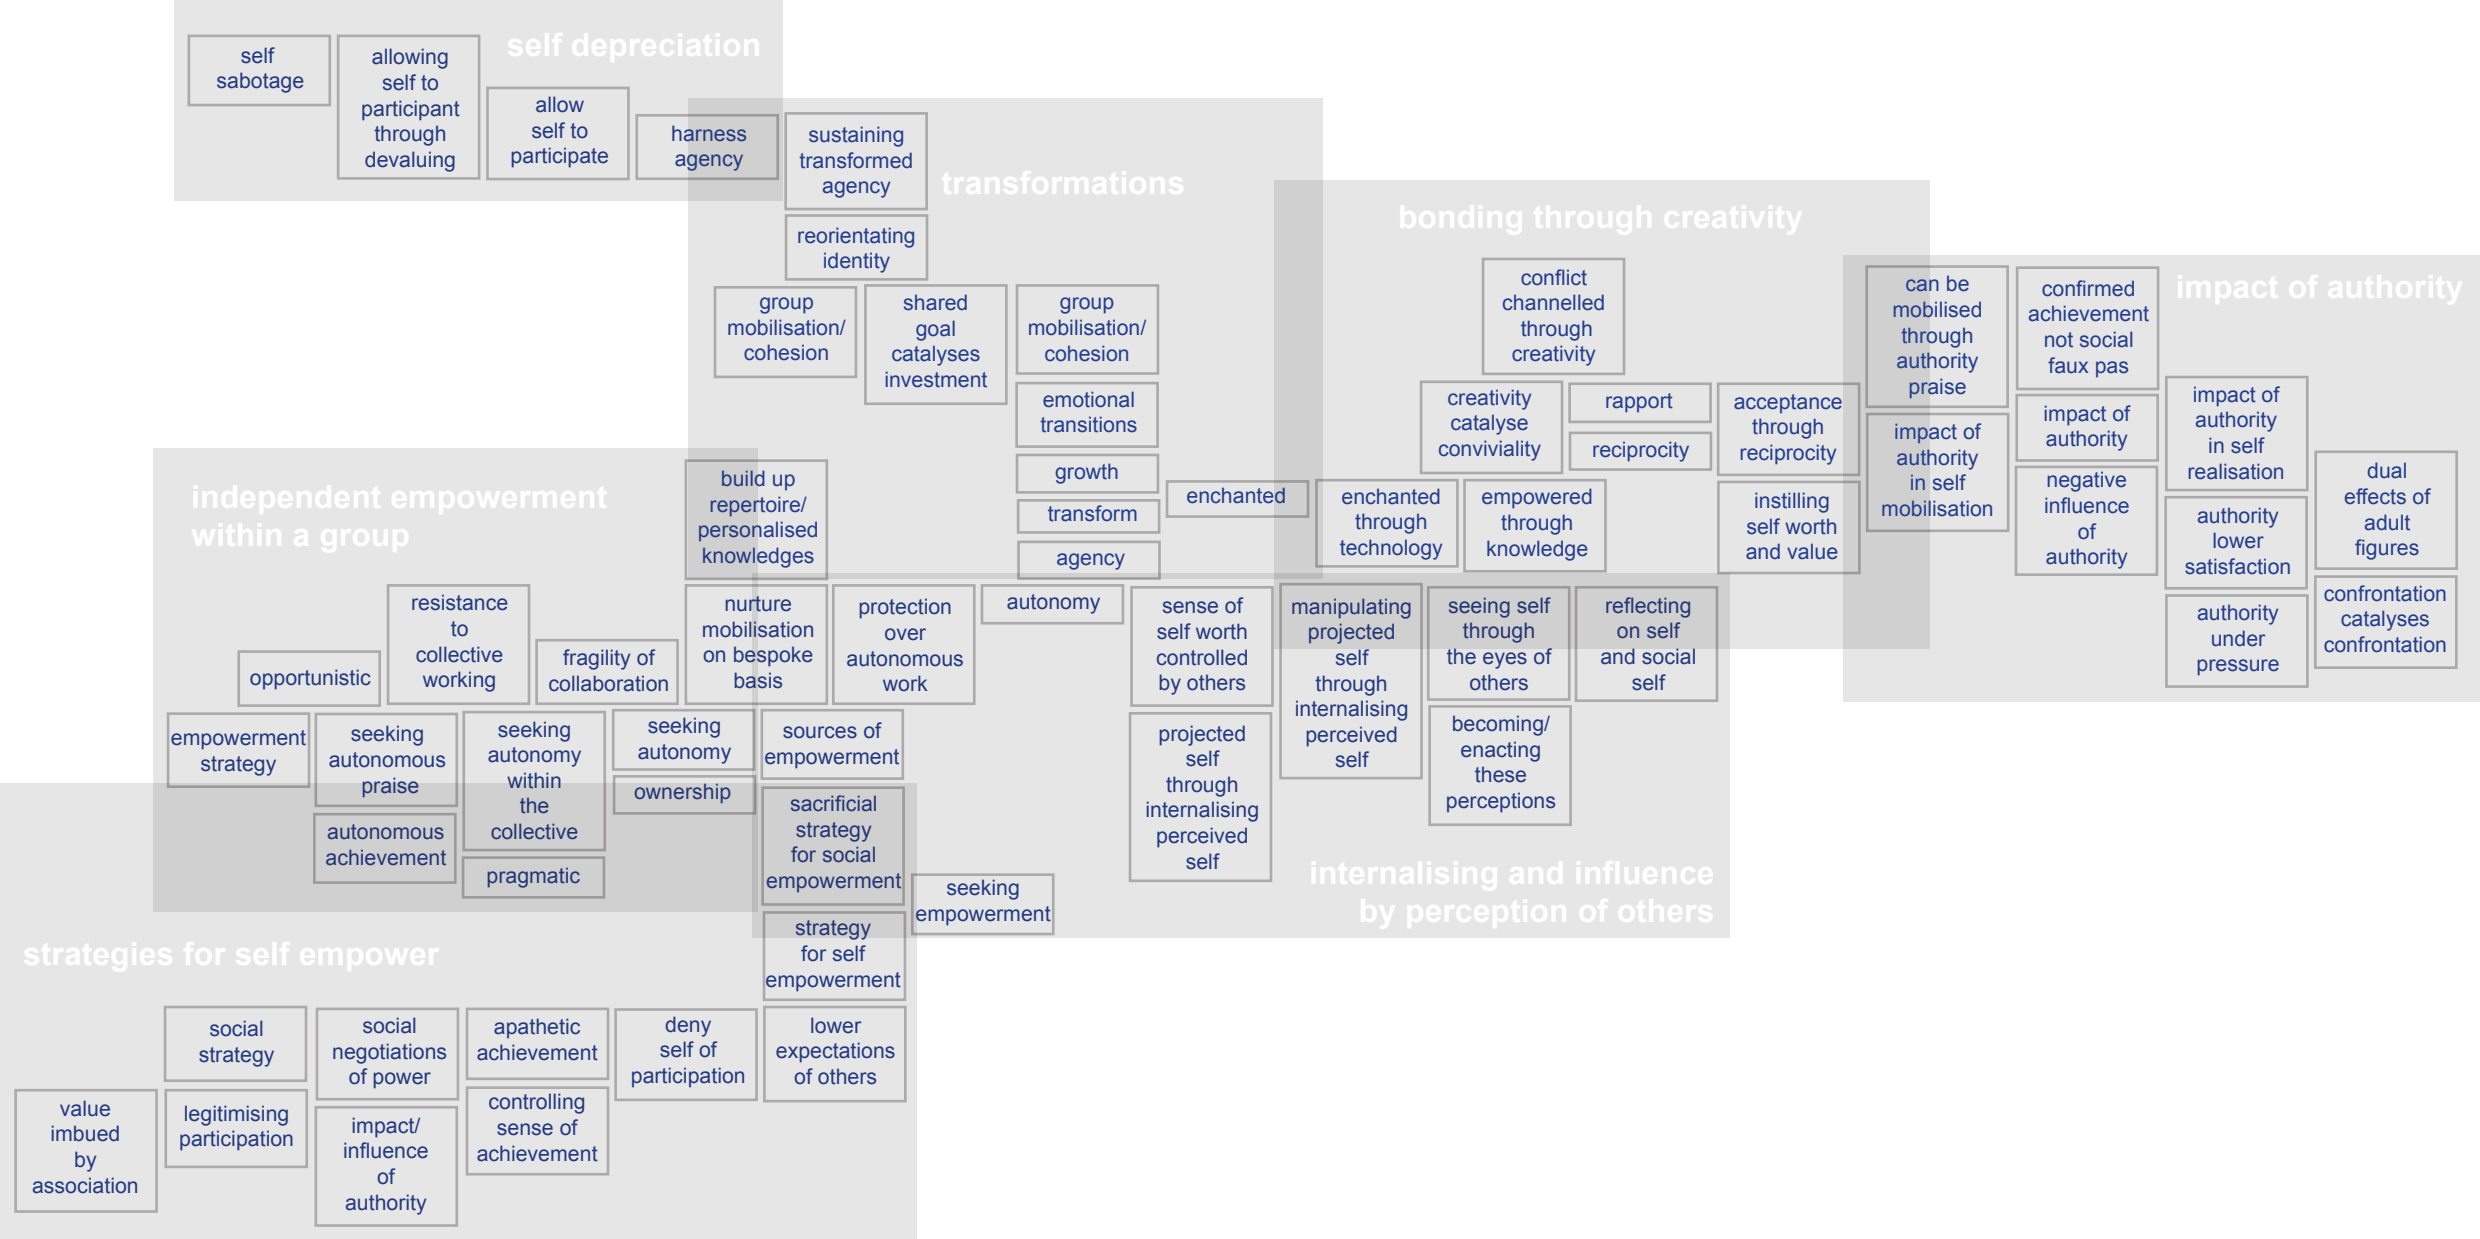 self depreciation
self
sabotage
allowing
self to
participant
through
devaluing
allow
self to
participate
harness
agency
transformations
sustaining
transformed
agency
reorientating
identity
group
mobilisation/
cohesion
shared
goal
catalyses
investment
group
mobilisation/
cohesion
emotional
transitions
growth
transform
agency
enchanted
build up
repertoire/
personalised
knowledges
bonding through creativity
conflict
channelled
through
creativity
creativity
catalyse
conviviality
rapport
reciprocity
acceptance
through
reciprocity
enchanted
through
technology
empowered
through
knowledge
instilling
self worth
and value
impact of authority
can be
mobilised
through
authority
praise
confirmed
achievement
not social
faux pas
impact of
authority
in self
mobilisation
impact of
authority
negative
influence
of
authority
impact of
authority
in self
realisation
authority
lower
satisfaction
authority
under
pressure
dual
effects of
adult
figures
confrontation
catalyses
confrontation
independent empowerment
within a group
resistance
to
collective
working
opportunistic
fragility of
collaboration
nurture
mobilisation
on bespoke
basis
empowerment
strategy
seeking
autonomous
praise
seeking
autonomy
within
the
collective
seeking
autonomy
ownership
autonomous
achievement
pragmatic
protection
over
autonomous
work
autonomy
sense of
self worth
controlled
by others
manipulating
projected
self
through
internalising
perceived
self
seeing self
through
the eyes of
others
reflecting
on self
and social
self
sources of
empowerment
projected
self
through
internalising
perceived
self
becoming/
enacting
these
perceptions
sacrificial
strategy
for social
empowerment
seeking
empowerment
internalising and influence
by perception of others
strategies for self empower
strategy
for self
empowerment
social
strategy
social
negotiations
of power
apathetic
achievement
deny
self of
participation
lower
expectations
of others
value
imbued
by
association
legitimising
participation
impact/
influence
of
authority
controlling
sense of
achievement